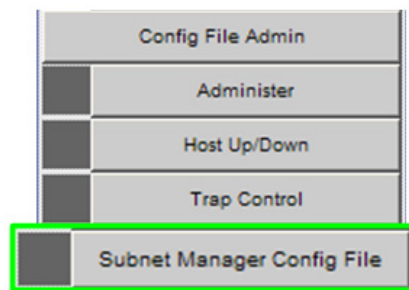 Config File Admin
Administer
Host Up/Down
Trap Control
Subnet Manager Config File